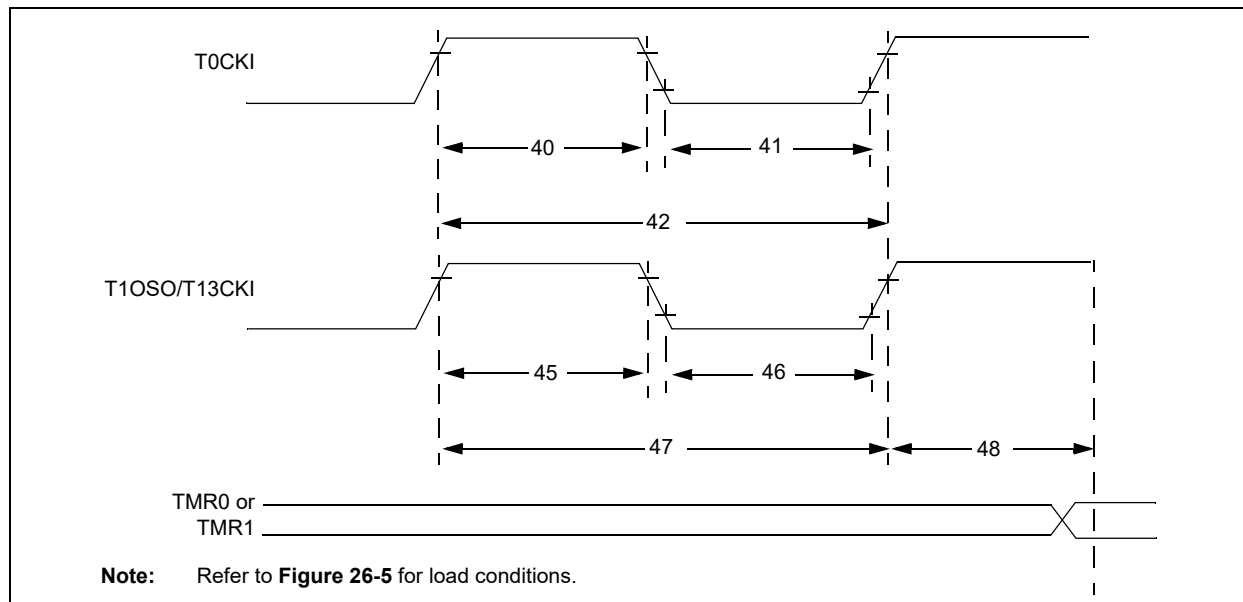 T0CKI
40
41
42
T1OSO/T13CKI
45
46
47
48
TMR0 or
TMR1
Note: Refer to Figure 26-5 for load conditions.